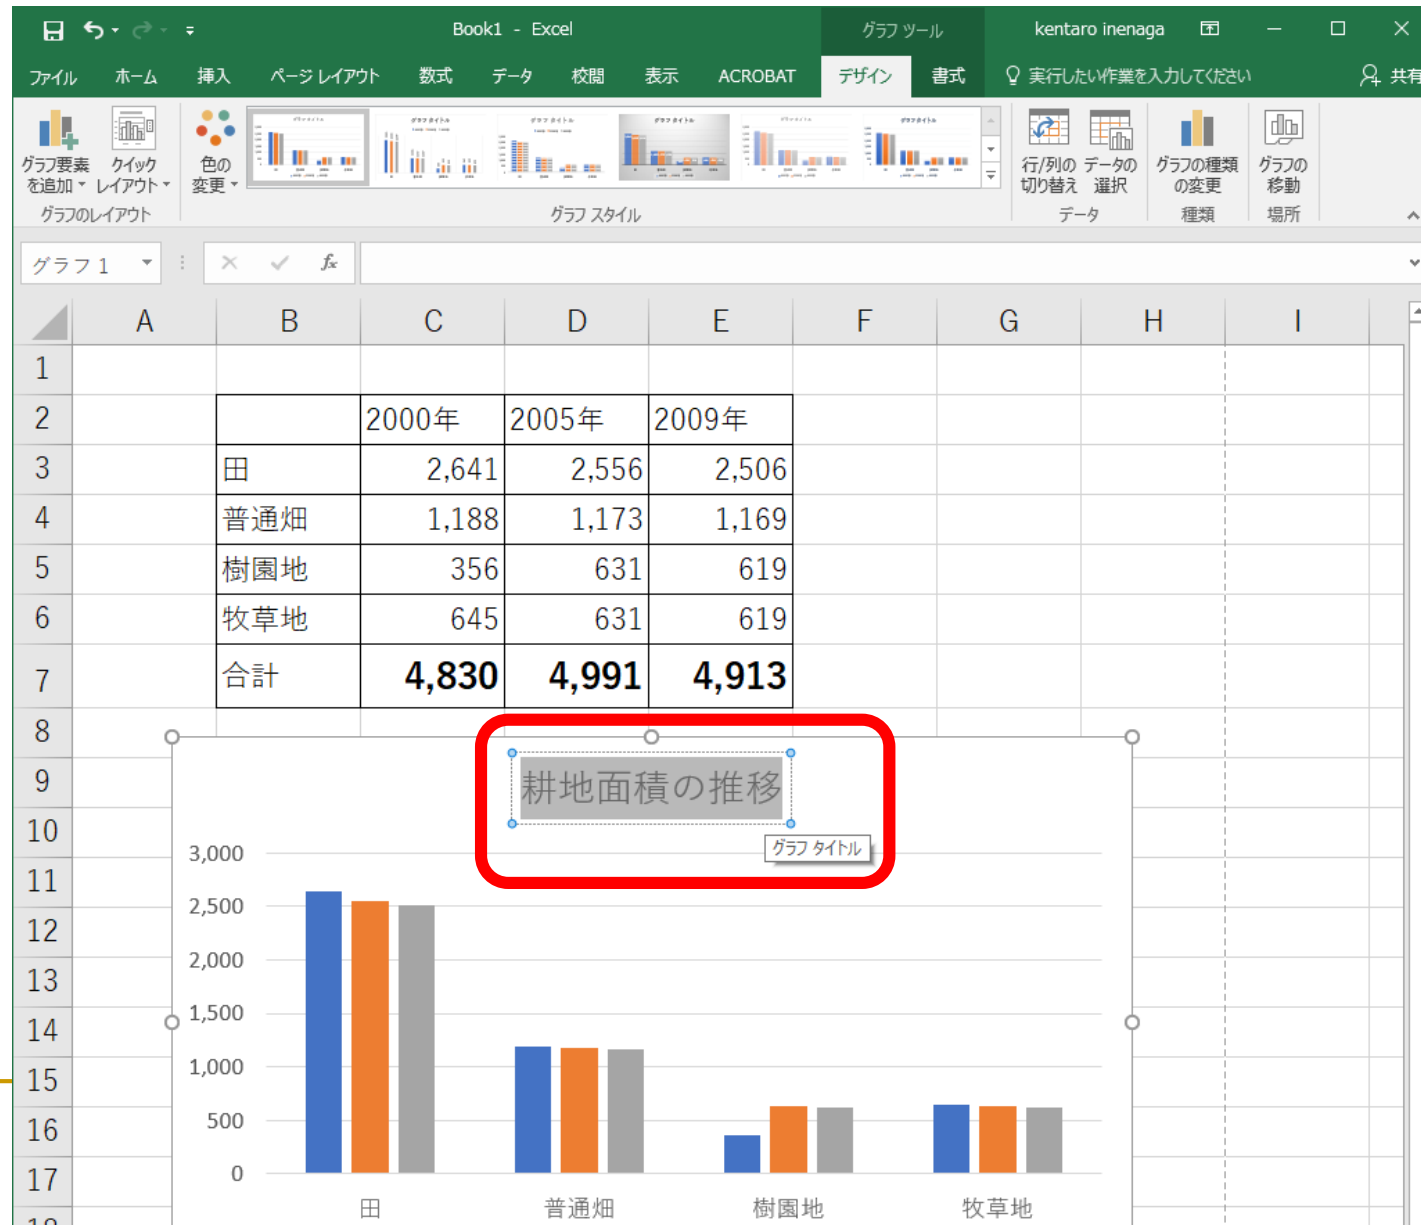 Book1 - Excel
グラフ ツール
kentaro inenaga
ファイル ホーム 挿入 ページ レイアウト 数式 データ 校閲 表示 ACROBAT デザイン 書式 実行したい作業を入力してください 共有
グラフ要素を追加
クイックレイアウト
色の変更
行/列の切り替え
データの選択
グラフの種類の変更
グラフの移動
グラフのレイアウト グラフ スタイル データ 種類 場所
グラフ 1 fx
A B C D E F G H I
1
2 2000年 2005年 2009年
3 田 2,641 2,556 2,506
4 普通畑 1,188 1,173 1,169
5 樹園地 356 631 619
6 牧草地 645 631 619
7 合計 4,830 4,991 4,913
8
9 耕地面積の推移
10
グラフ タイトル
3,000
11
2,500
12
2,000
13
1,500
14
1,000
15
500
16
0
17
田 普通畑 樹園地 牧草地